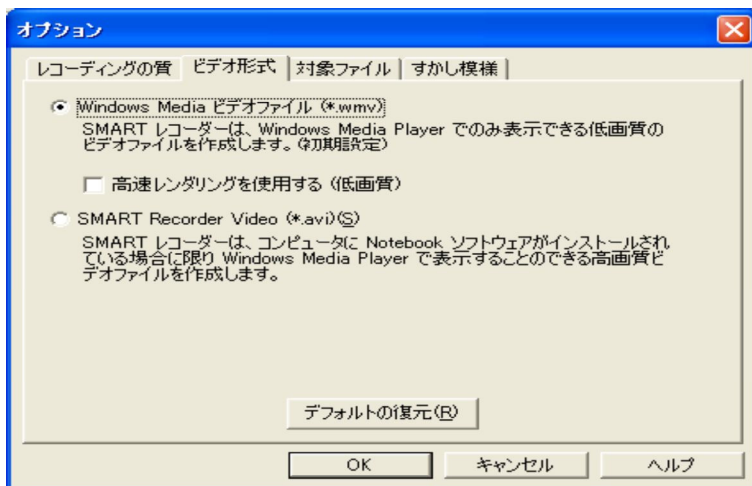 オプション
レコーディングの質 ビデオ形式 対象ファイル すかし模様
Windows Media ビデオファイル (*.wmv)
SMART レコーダーは、Windows Media Player でのみ表示できる低画質の
ビデオファイルを作成します。(初期設定)
高速レンダリングを使用する (低画質)
SMART Recorder Video (*.avi)(S)
SMART レコーダーは、コンピュータに Notebook ソフトウェアがインストールされ
ている場合に限り Windows Media Player で表示することのできる高画質ビ
デオファイルを作成します。
デフォルトの復元(R)
OK キャンセル ヘルプ